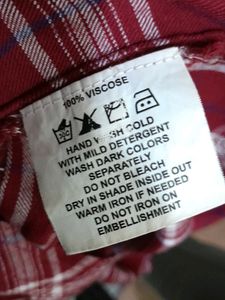 100% VISCOSE
HAND WASH COLD
WITH MILD DETERGENT
WASH DARK COLORS
SEPARATELY
DO NOT BLEACH
DRY IN SHADE INSIDE OUT
WARM IRON IF NEEDED
DO NOT IRON ON
EMBELLISHMENT